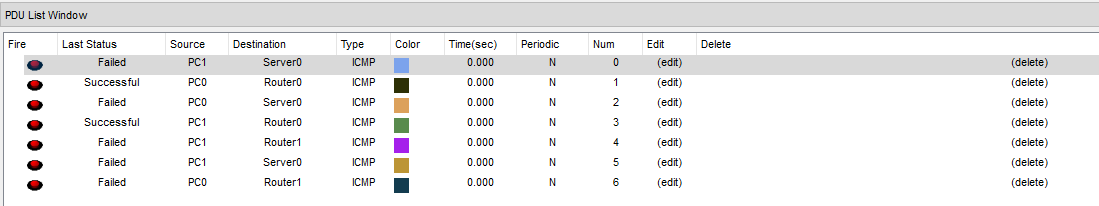 PDU List Window
Fire Last Status Source Destination Type Color Time(sec) Periodic Num Edit Delete
Failed PC1 Server0 ICMP 0.000 N 0 (edit) (delete)
Successful PC0 Router0 ICMP 0.000 N 1 (edit) (delete)
Failed PC0 Server0 ICMP 0.000 N 2 (edit) (delete)
Successful PC1 Router0 ICMP 0.000 N 3 (edit) (delete)
Failed PC1 Router1 ICMP 0.000 N 4 (edit) (delete)
Failed PC1 Server0 ICMP 0.000 N 5 (edit) (delete)
Failed PC0 Router1 ICMP 0.000 N 6 (edit) (delete)